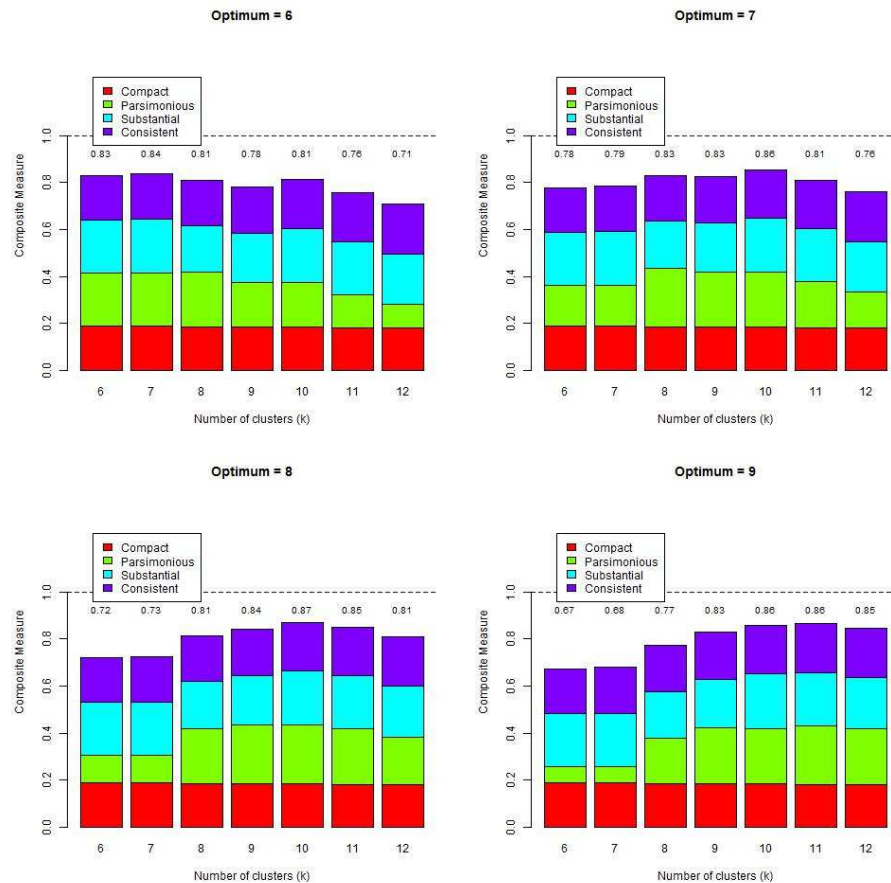 Optimum = 6
Compact
Parsimonious
Substantial
Consistent
Composite Measure
0.0 0.2 0.4 0.6 0.8 1.0
0.83 0.84 0.81 0.78 0.81 0.76 0.71
6 7 8 9 10 11 12
Number of clusters (k)
Optimum = 7
Compact
Parsimonious
Substantial
Consistent
Composite Measure
0.0 0.2 0.4 0.6 0.8 1.0
0.78 0.79 0.83 0.83 0.86 0.81 0.76
6 7 8 9 10 11 12
Number of clusters (k)
Optimum = 8
Compact
Parsimonious
Substantial
Consistent
Composite Measure
0.0 0.2 0.4 0.6 0.8 1.0
0.72 0.73 0.81 0.84 0.87 0.85 0.81
6 7 8 9 10 11 12
Number of clusters (k)
Optimum = 9
Compact
Parsimonious
Substantial
Consistent
Composite Measure
0.0 0.2 0.4 0.6 0.8 1.0
0.67 0.68 0.77 0.83 0.86 0.86 0.85
6 7 8 9 10 11 12
Number of clusters (k)